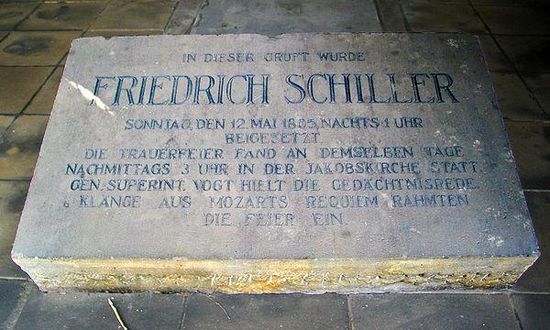 IN DIESER GRUFT WURDE
FRIEDRICH SCHILLER
SONNTAG, DEN 12. MAI 1805, NACHTS 1 UHR
BEIGESETZT.
DIE TRAUERFEIER FAND AN DEMSELBEN TAGE
NACHMITTAGS 3 UHR IN DER JAKOBSKIRCHE STATT
GEN. SUPERINT. VOGT HIELT DIE GEDÄCHTNISREDE.
KLÄNGE AUS MOZARTS REQUIEM RAHMTEN
DIE FEIER EIN.